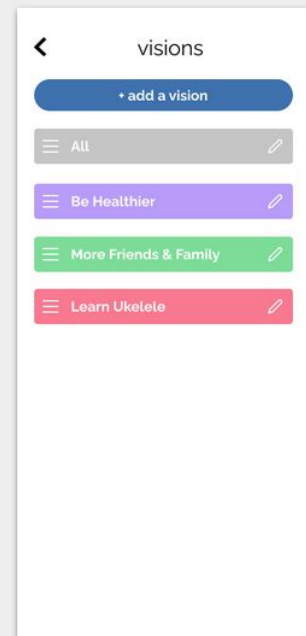 visions
+ add a vision
All
Be Healthier
More Friends & Family
Learn Ukelele